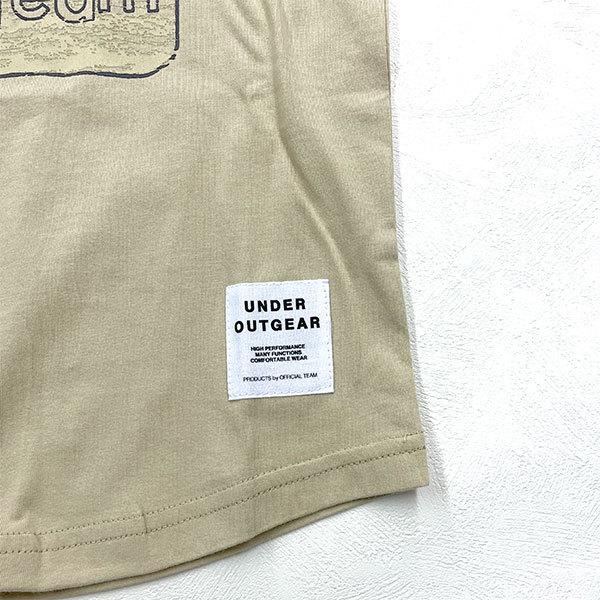 UNDER
OUTGEAR
HIGH PERFORMANCE
MANY FUNCTIONS
COMFORTABLE WEAR
PRODUCTS by OFFICIAL TEAM